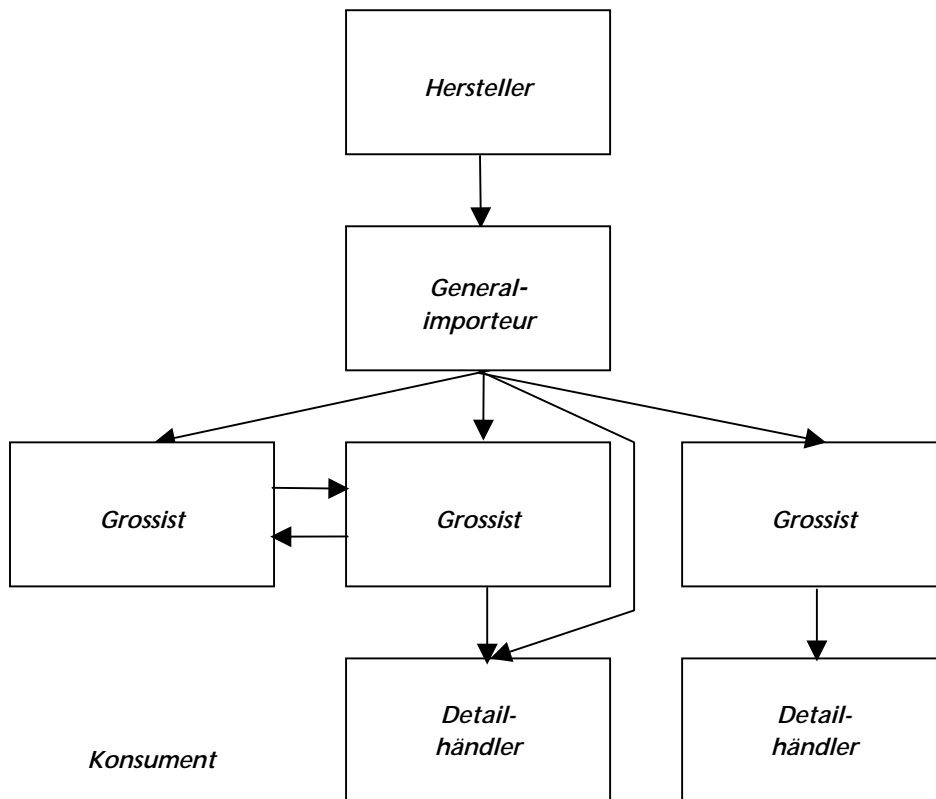 Hersteller
General-
importeur
Grossist
Grossist
Grossist
Detail-
händler
Detail-
händler
Konsument